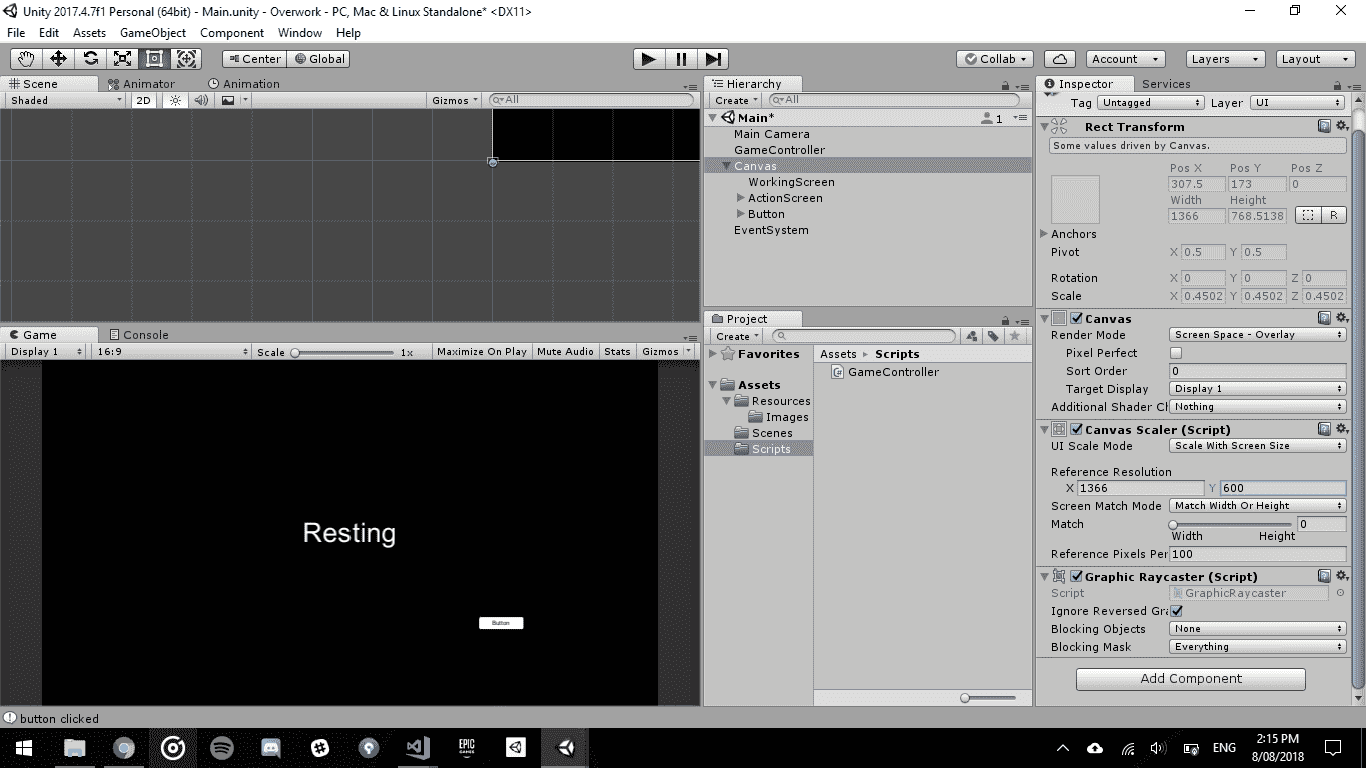 Unity 2017.4.7f1 Personal (64bit) - Main.unity - Overwork - PC, Mac & Linux Standalone* <DX11>
File Edit Assets GameObject Component Window Help
Center Global Collab Account Layers Layout
Scene Animator Animation
Shaded 2D Gizmos All
Game Console
Display 1 16:9 Scale 1x Maximize On Play Mute Audio Stats Gizmos
Resting
Button
Hierarchy
Create All
Main* 1
Main Camera
GameController
Canvas
WorkingScreen
ActionScreen
Button
EventSystem
Project
Create
Favorites
Assets
Resources
Images
Scenes
Scripts
Assets Scripts
GameController
Inspector Services
Tag Untagged Layer UI
Rect Transform
Some values driven by Canvas.
Pos X Pos Y Pos Z
307.5 173 0
Width Height
1366 768.5138 R
Anchors
Pivot X 0.5 Y 0.5
Rotation X 0 Y 0 Z 0
Scale X 0.4502 Y 0.4502 Z 0.4502
Canvas
Render Mode Screen Space - Overlay
Pixel Perfect
Sort Order 0
Target Display Display 1
Additional Shader Ch Nothing
Canvas Scaler (Script)
UI Scale Mode Scale With Screen Size
Reference Resolution
X 1366 Y 600
Screen Match Mode Match Width Or Height
Match 0
Width Height
Reference Pixels Per 100
Graphic Raycaster (Script)
Script GraphicRaycaster
Ignore Reversed Gra
Blocking Objects None
Blocking Mask Everything
Add Component
button clicked
EPIC GAMES
ENG
2:15 PM
8/08/2018